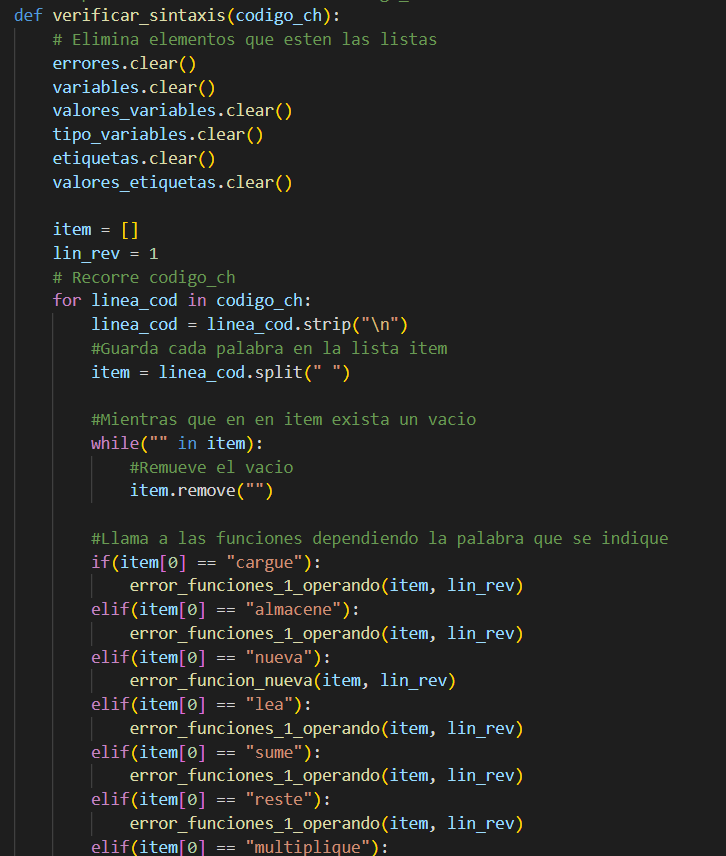 def verificar_sintaxis(codigo_ch):
    # Elimina elementos que esten las listas
    errores.clear()
    variables.clear()
    valores_variables.clear()
    tipo_variables.clear()
    etiquetas.clear()
    valores_etiquetas.clear()

    item = []
    lin_rev = 1
    # Recorre codigo_ch
    for linea_cod in codigo_ch:
        linea_cod = linea_cod.strip("\n")
        #Guarda cada palabra en la lista item
        item = linea_cod.split(" ")

        #Mientras que en en item exista un vacio
        while("" in item):
            #Remueve el vacio
            item.remove("")

        #Llama a las funciones dependiendo la palabra que se indique
        if(item[0] == "cargue"):
            error_funciones_1_operando(item, lin_rev)
        elif(item[0] == "almacene"):
            error_funciones_1_operando(item, lin_rev)
        elif(item[0] == "nueva"):
            error_funcion_nueva(item, lin_rev)
        elif(item[0] == "lea"):
            error_funciones_1_operando(item, lin_rev)
        elif(item[0] == "sume"):
            error_funciones_1_operando(item, lin_rev)
        elif(item[0] == "reste"):
            error_funciones_1_operando(item, lin_rev)
        elif(item[0] == "multiplique"):